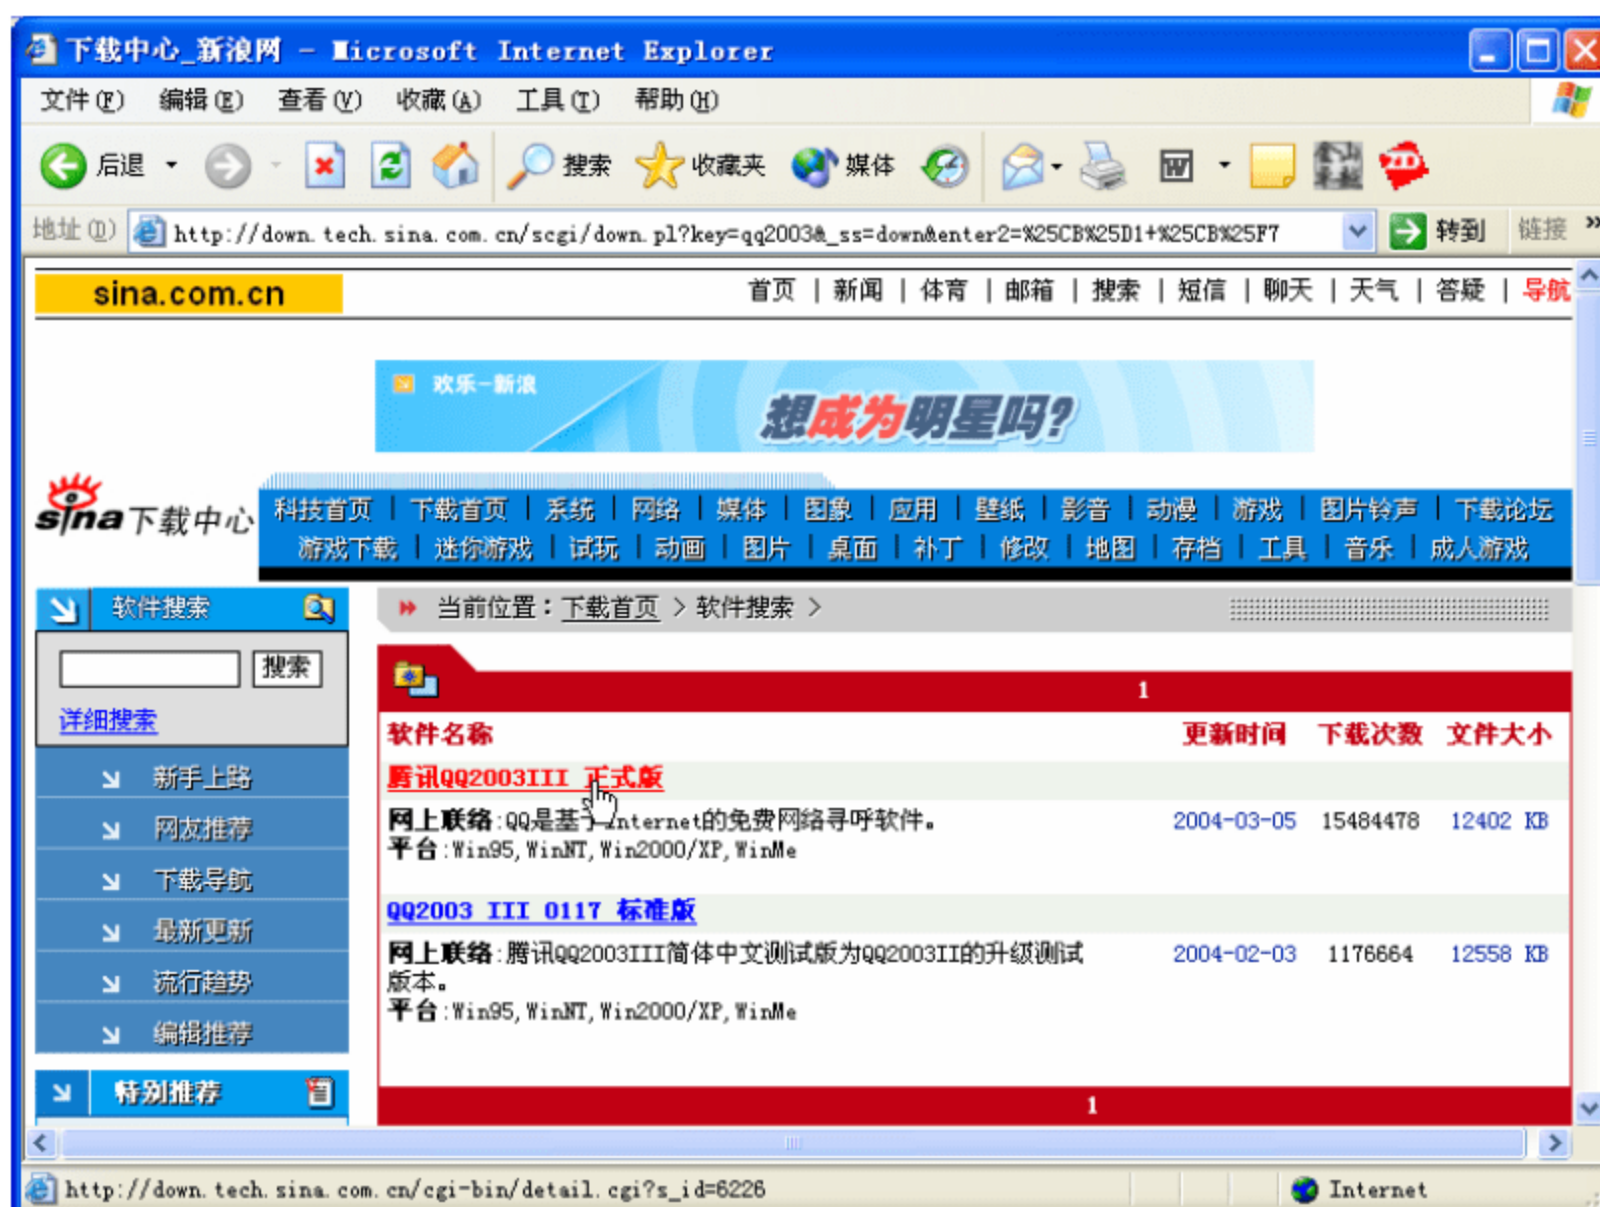 下载中心_新浪网 - Microsoft Internet Explorer
文件(F) 编辑(E) 查看(V) 收藏(A) 工具(T) 帮助(H)
后退 搜索 收藏夹 媒体
地址(D) http://down.tech.sina.com.cn/scgi/down.pl?key=qq2003&_ss=down&enter2=%25CB%25D1+%25CB%25F7 转到 链接 »
sina.com.cn 首页 | 新闻 | 体育 | 邮箱 | 搜索 | 短信 | 聊天 | 天气 | 答疑 | 导航
欢乐-新浪
想成为明星吗?
sina下载中心
科技首页 | 下载首页 | 系统 | 网络 | 媒体 | 图象 | 应用 | 壁纸 | 影音 | 动漫 | 游戏 | 图片铃声 | 下载论坛
游戏下载 | 迷你游戏 | 试玩 | 动画 | 图片 | 桌面 | 补丁 | 修改 | 地图 | 存档 | 工具 | 音乐 | 成人游戏
软件搜索
搜索
详细搜索
新手上路
网友推荐
下载导航
最新更新
流行趋势
编辑推荐
特别推荐
当前位置：下载首页 > 软件搜索 >
1
软件名称 更新时间 下载次数 文件大小
腾讯QQ2003III 正式版
网上联络:QQ是基于Internet的免费网络寻呼软件。 2004-03-05 15484478 12402 KB
平台:Win95,WinNT,Win2000/XP,WinMe
QQ2003 III 0117 标准版
网上联络:腾讯QQ2003III简体中文测试版为QQ2003II的升级测试 2004-02-03 1176664 12558 KB
版本。
平台:Win95,WinNT,Win2000/XP,WinMe
1
http://down.tech.sina.com.cn/cgi-bin/detail.cgi?s_id=6226 Internet